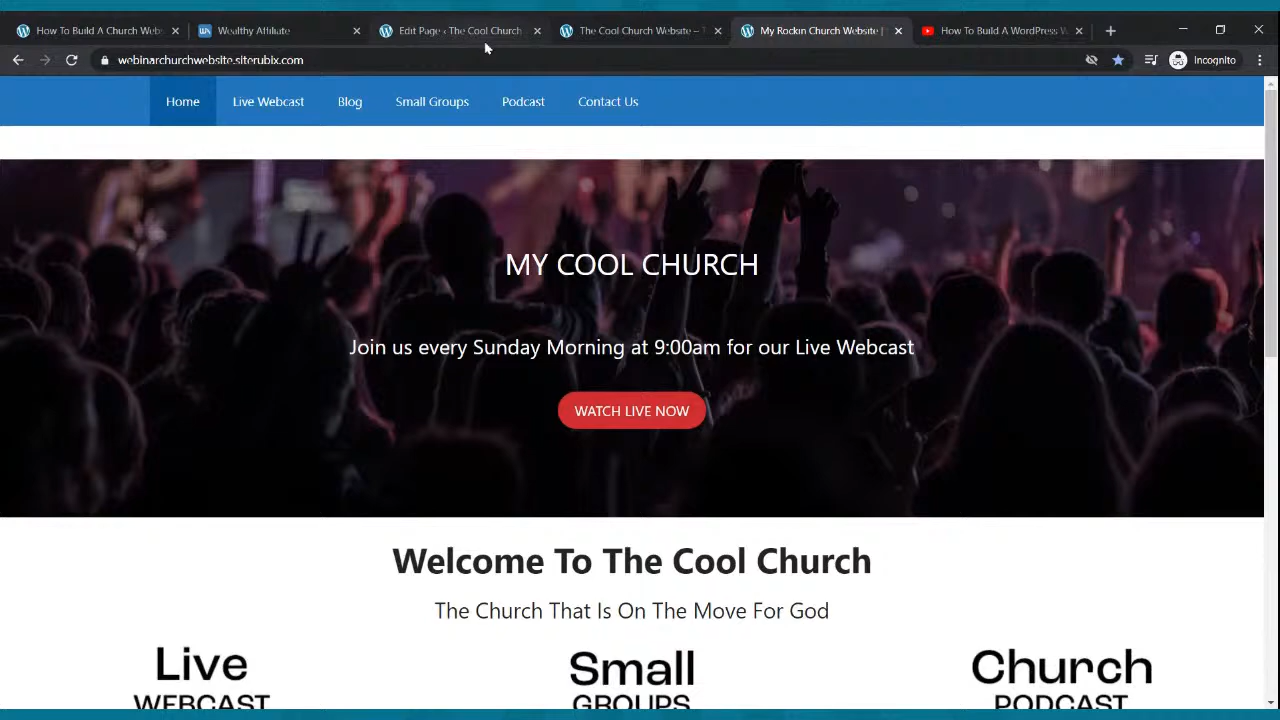 How To Build A Church Web
Wealthy Affiliate
Edit Page ‹ The Cool Church
The Cool Church Website –
My Rockin Church Website |
How To Build A WordPress W
webinarchurchwebsite.siterubix.com
Incognito
Home
Live Webcast
Blog
Small Groups
Podcast
Contact Us
MY COOL CHURCH
Join us every Sunday Morning at 9:00am for our Live Webcast
WATCH LIVE NOW
Welcome To The Cool Church
The Church That Is On The Move For God
Live
WEBCAST
Small
GROUPS
Church
PODCAST